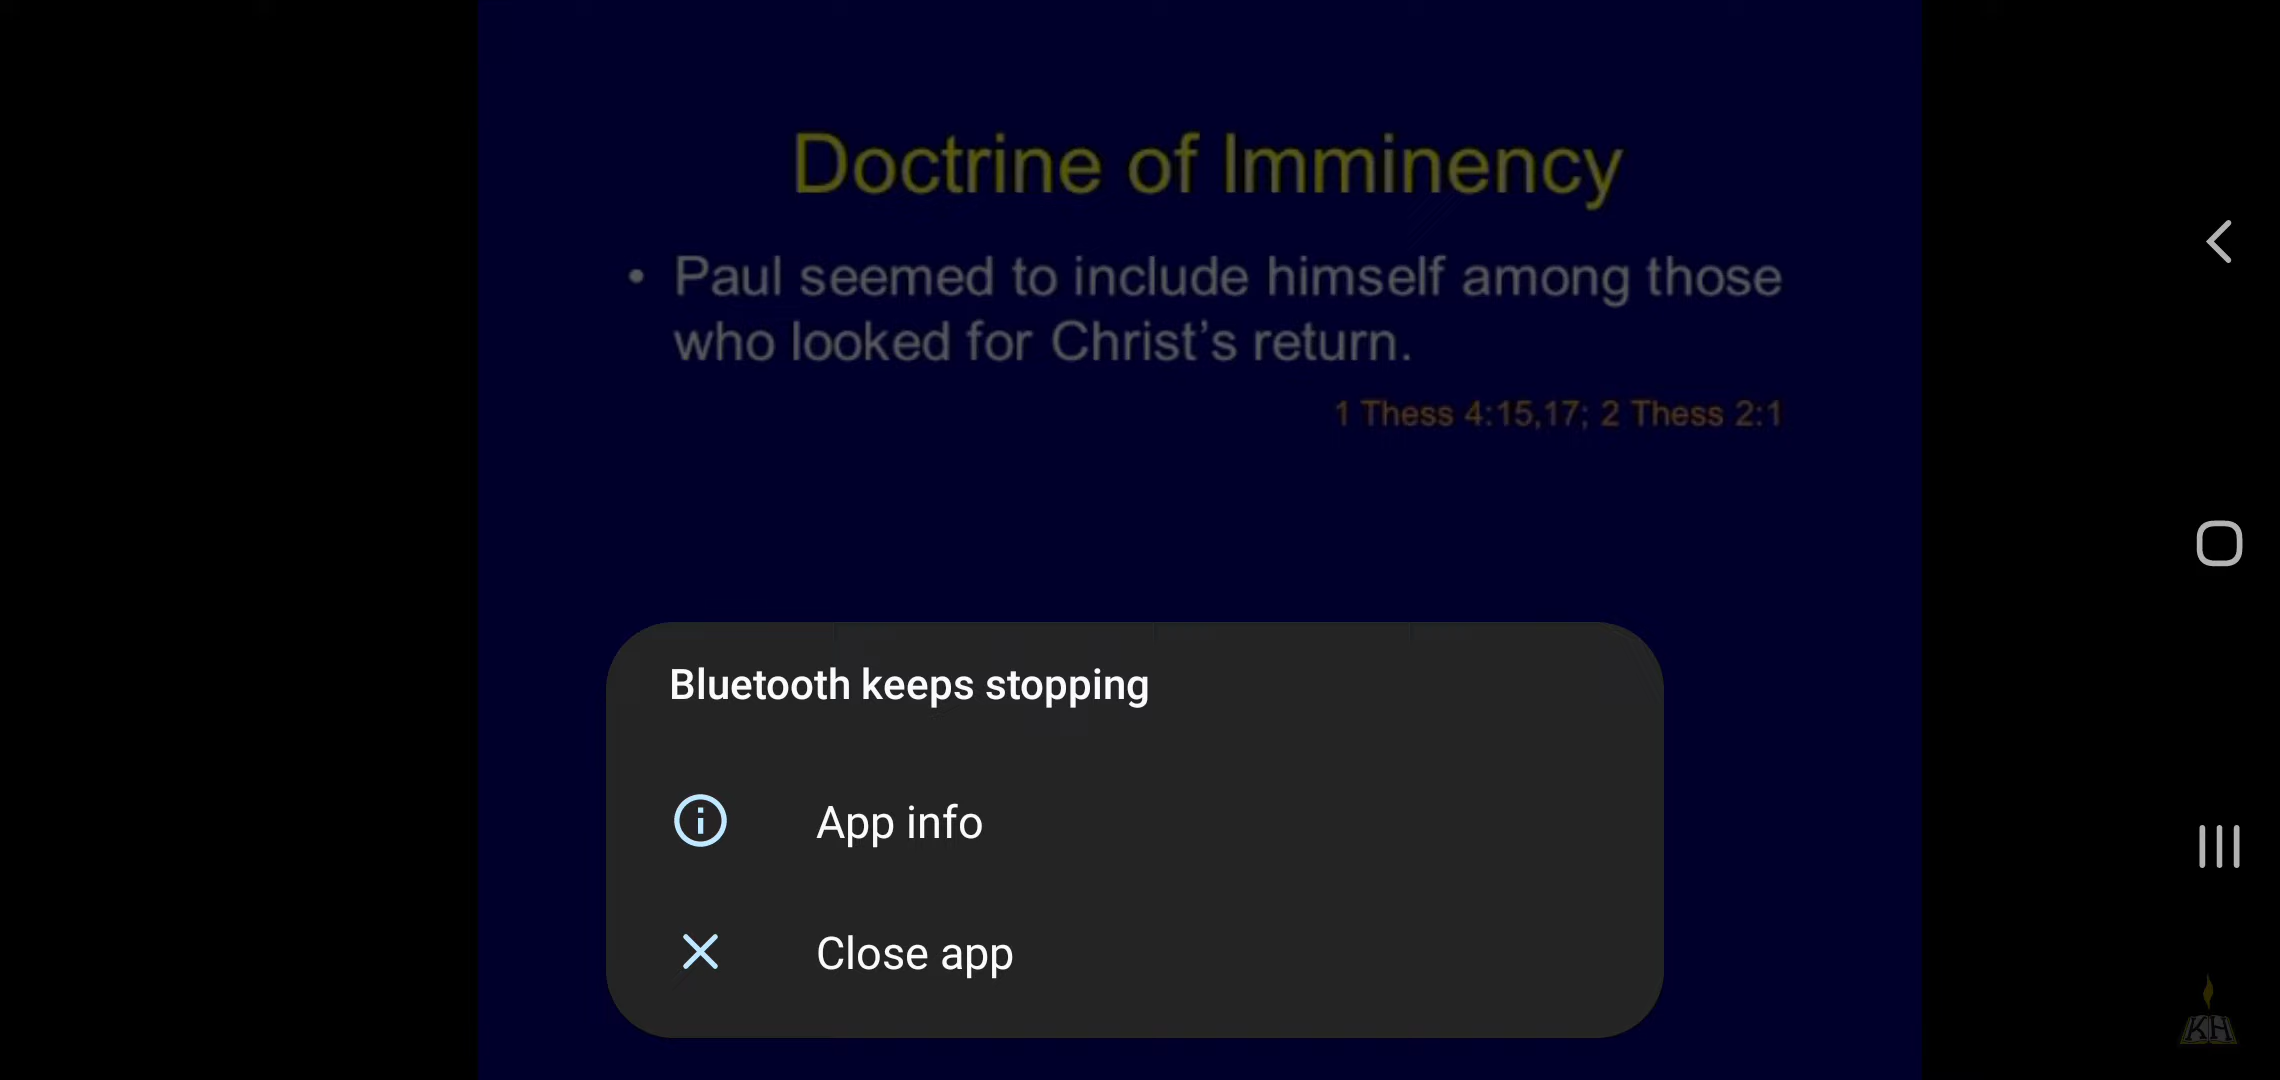 Doctrine of Imminency
• Paul seemed to include himself among those
who looked for Christ’s return.
1 Thess 4:15,17; 2 Thess 2:1
Bluetooth keeps stopping
App info
Close app
KH